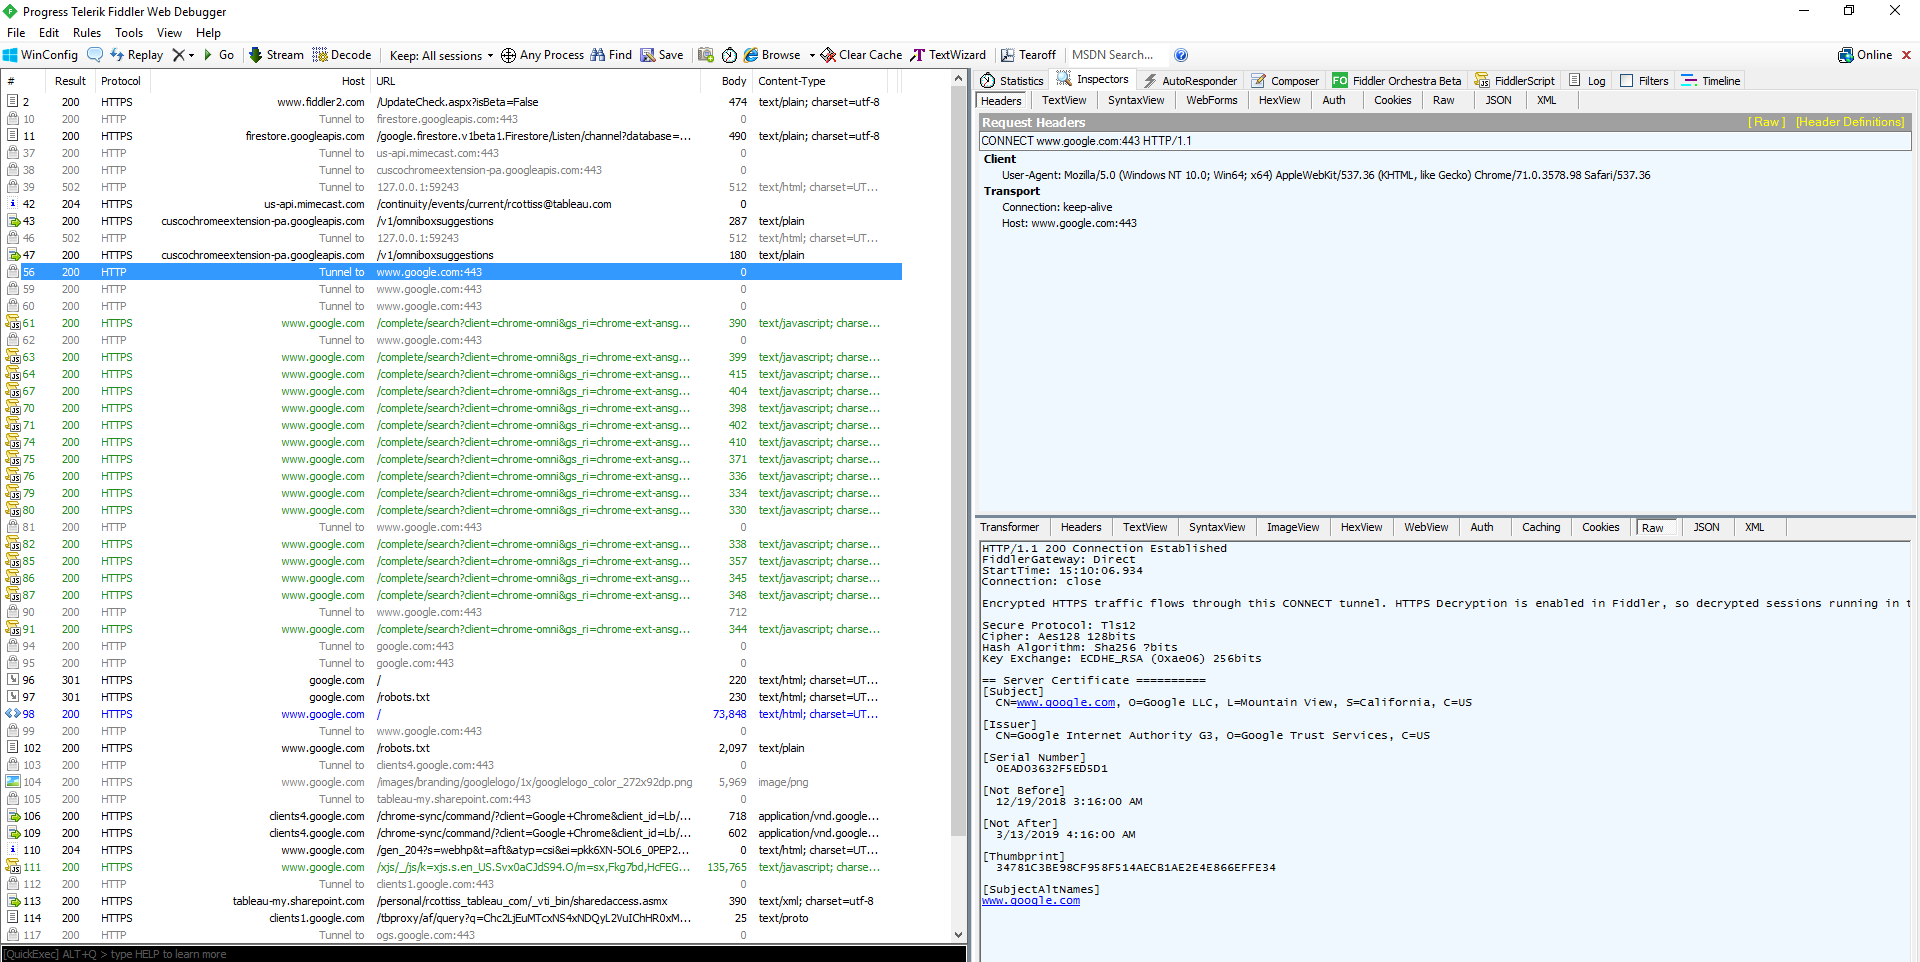 Progress Telerik Fiddler Web Debugger
File Edit Rules Tools View Help
WinConfig Replay Go Stream Decode Keep: All sessions Any Process Find Save Browse Clear Cache TextWizard Tearoff MSDN Search... Online
# Result Protocol Host URL Body Content-Type
2 200 HTTPS www.fiddler2.com /UpdateCheck.aspx?isBeta=False 474 text/plain; charset=utf-8
10 200 HTTP Tunnel to firestore.googleapis.com:443 0
11 200 HTTPS firestore.googleapis.com /google.firestore.v1beta1.Firestore/Listen/channel?database=... 490 text/plain; charset=utf-8
37 200 HTTP Tunnel to us-api.mimecast.com:443 0
38 200 HTTP Tunnel to cuscochromeextension-pa.googleapis.com:443 0
39 502 HTTP Tunnel to 127.0.0.1:59243 512 text/html; charset=UT...
42 204 HTTPS us-api.mimecast.com /continuity/events/current/rcottiss@tableau.com 0
43 200 HTTPS cuscochromeextension-pa.googleapis.com /v1/omniboxsuggestions 287 text/plain
46 502 HTTP Tunnel to 127.0.0.1:59243 512 text/html; charset=UT...
47 200 HTTPS cuscochromeextension-pa.googleapis.com /v1/omniboxsuggestions 180 text/plain
56 200 HTTP Tunnel to www.google.com:443 0
59 200 HTTP Tunnel to www.google.com:443 0
60 200 HTTP Tunnel to www.google.com:443 0
61 200 HTTPS www.google.com /complete/search?client=chrome-omni&gs_ri=chrome-ext-ansg... 390 text/javascript; charse...
62 200 HTTP Tunnel to www.google.com:443 0
63 200 HTTPS www.google.com /complete/search?client=chrome-omni&gs_ri=chrome-ext-ansg... 399 text/javascript; charse...
64 200 HTTPS www.google.com /complete/search?client=chrome-omni&gs_ri=chrome-ext-ansg... 415 text/javascript; charse...
67 200 HTTPS www.google.com /complete/search?client=chrome-omni&gs_ri=chrome-ext-ansg... 404 text/javascript; charse...
70 200 HTTPS www.google.com /complete/search?client=chrome-omni&gs_ri=chrome-ext-ansg... 398 text/javascript; charse...
71 200 HTTPS www.google.com /complete/search?client=chrome-omni&gs_ri=chrome-ext-ansg... 402 text/javascript; charse...
74 200 HTTPS www.google.com /complete/search?client=chrome-omni&gs_ri=chrome-ext-ansg... 410 text/javascript; charse...
75 200 HTTPS www.google.com /complete/search?client=chrome-omni&gs_ri=chrome-ext-ansg... 371 text/javascript; charse...
76 200 HTTPS www.google.com /complete/search?client=chrome-omni&gs_ri=chrome-ext-ansg... 336 text/javascript; charse...
79 200 HTTPS www.google.com /complete/search?client=chrome-omni&gs_ri=chrome-ext-ansg... 334 text/javascript; charse...
80 200 HTTPS www.google.com /complete/search?client=chrome-omni&gs_ri=chrome-ext-ansg... 330 text/javascript; charse...
81 200 HTTP Tunnel to www.google.com:443 0
82 200 HTTPS www.google.com /complete/search?client=chrome-omni&gs_ri=chrome-ext-ansg... 338 text/javascript; charse...
85 200 HTTPS www.google.com /complete/search?client=chrome-omni&gs_ri=chrome-ext-ansg... 357 text/javascript; charse...
86 200 HTTPS www.google.com /complete/search?client=chrome-omni&gs_ri=chrome-ext-ansg... 345 text/javascript; charse...
87 200 HTTPS www.google.com /complete/search?client=chrome-omni&gs_ri=chrome-ext-ansg... 348 text/javascript; charse...
90 200 HTTP Tunnel to www.google.com:443 712
91 200 HTTPS www.google.com /complete/search?client=chrome-omni&gs_ri=chrome-ext-ansg... 344 text/javascript; charse...
94 200 HTTP Tunnel to google.com:443 0
95 200 HTTP Tunnel to google.com:443 0
96 301 HTTPS google.com / 220 text/html; charset=UT...
97 301 HTTPS google.com /robots.txt 230 text/html; charset=UT...
98 200 HTTPS www.google.com / 73,848 text/html; charset=UT...
99 200 HTTP Tunnel to www.google.com:443 0
102 200 HTTPS www.google.com /robots.txt 2,097 text/plain
103 200 HTTP Tunnel to clients4.google.com:443 0
104 200 HTTPS www.google.com /images/branding/googlelogo/1x/googlelogo_color_272x92dp.png 5,969 image/png
105 200 HTTP Tunnel to tableau-my.sharepoint.com:443 0
106 200 HTTPS clients4.google.com /chrome-sync/command/?client=Google+Chrome&client_id=Lb/... 718 application/vnd.google...
109 200 HTTPS clients4.google.com /chrome-sync/command/?client=Google+Chrome&client_id=Lb/... 602 application/vnd.google...
110 204 HTTPS www.google.com /gen_204?s=webhp&t=aft&atyp=csi&ei=pkk6XN-5OL6_0PEP2... 0 text/html; charset=UT...
111 200 HTTPS www.google.com /xjs/_/js/k=xjs.s.en_US.Svx0aCJdS94.O/m=sx,Fkg7bd,HcFEG... 135,765 text/javascript; charse...
112 200 HTTP Tunnel to clients1.google.com:443 0
113 200 HTTPS tableau-my.sharepoint.com /personal/rcottiss_tableau_com/_vti_bin/sharedaccess.asmx 390 text/xml; charset=utf-8
114 200 HTTPS clients1.google.com /tbproxy/af/query?q=Chc2LjEuMTcxNS4xNDQyL2VuIChHR0xM... 25 text/proto
117 200 HTTP Tunnel to ogs.google.com:443 0
[QuickExec] ALT+Q > type HELP to learn more
Statistics Inspectors AutoResponder Composer FO Fiddler Orchestra Beta FiddlerScript Log Filters Timeline
Headers TextView SyntaxView WebForms HexView Auth Cookies Raw JSON XML
Request Headers [ Raw ] [Header Definitions]
CONNECT www.google.com:443 HTTP/1.1
Client
User-Agent: Mozilla/5.0 (Windows NT 10.0; Win64; x64) AppleWebKit/537.36 (KHTML, like Gecko) Chrome/71.0.3578.98 Safari/537.36
Transport
Connection: keep-alive
Host: www.google.com:443
Transformer Headers TextView SyntaxView ImageView HexView WebView Auth Caching Cookies Raw JSON XML
HTTP/1.1 200 Connection Established
FiddlerGateway: Direct
StartTime: 15:10:06.934
Connection: close
Encrypted HTTPS traffic flows through this CONNECT tunnel. HTTPS Decryption is enabled in Fiddler, so decrypted sessions running in t
Secure Protocol: Tls12
Cipher: Aes128 128bits
Hash Algorithm: Sha256 ?bits
Key Exchange: ECDHE_RSA (0xae06) 256bits
== Server Certificate ==========
[Subject]
CN=www.google.com, O=Google LLC, L=Mountain View, S=California, C=US
[Issuer]
CN=Google Internet Authority G3, O=Google Trust Services, C=US
[Serial Number]
0EAD03632F5ED5D1
[Not Before]
12/19/2018 3:16:00 AM
[Not After]
3/13/2019 4:16:00 AM
[Thumbprint]
34781C3BE98CF958F514AECB1AE2E4E866EFFE34
[SubjectAltNames]
www.google.com